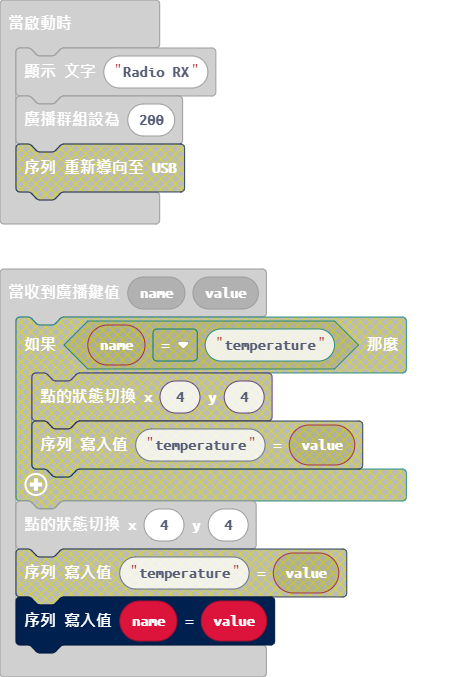 當啟動時
顯示 文字 "Radio RX"
廣播群組設為 200
序列 重新導向至 USB
當收到廣播鍵值 name value
如果 name = "temperature" 那麼
點的狀態切換 x 4 y 4
序列 寫入值 "temperature" = value
點的狀態切換 x 4 y 4
序列 寫入值 "temperature" = value
序列 寫入值 name = value